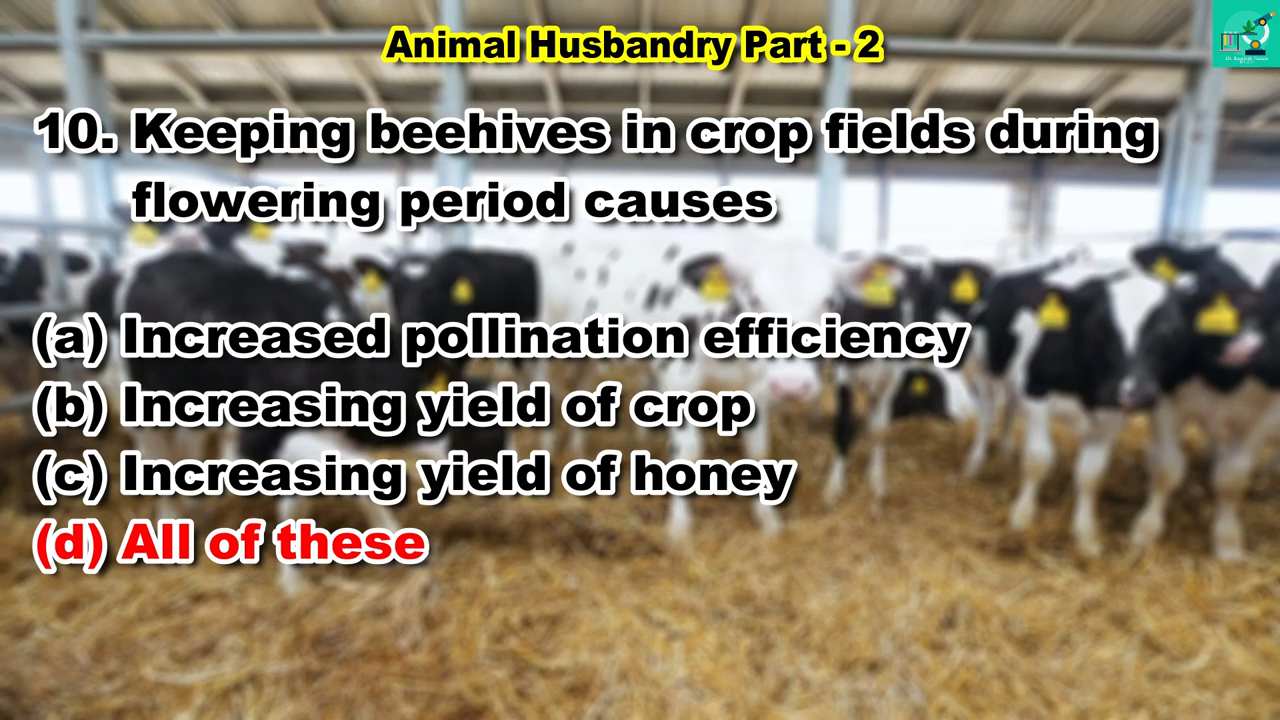 Animal Husbandry Part - 2
10. Keeping beehives in crop fields during
flowering period causes
(a) Increased pollination efficiency
(b) Increasing yield of crop
(c) Increasing yield of honey
(d) All of these